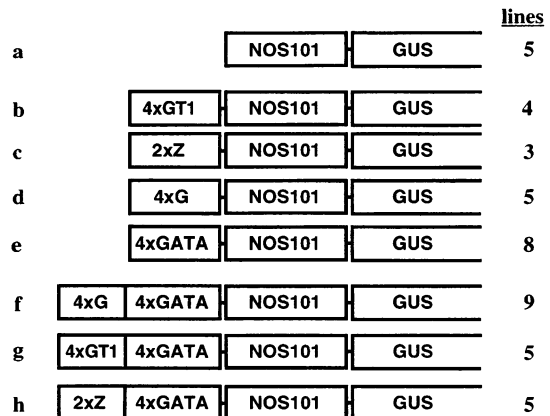 lines
a NOS101 GUS 5
b 4xGT1 NOS101 GUS 4
c 2xZ NOS101 GUS 3
d 4xG NOS101 GUS 5
e 4xGATA NOS101 GUS 8
f 4xG 4xGATA NOS101 GUS 9
g 4xGT1 4xGATA NOS101 GUS 5
h 2xZ 4xGATA NOS101 GUS 5